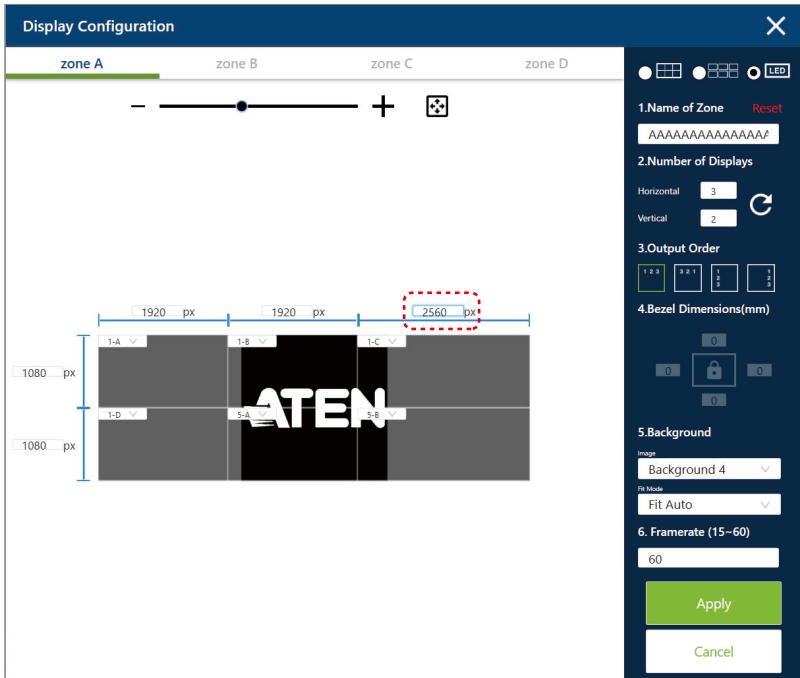 Display Configuration
zone A
zone B
zone C
zone D
LED
1.Name of Zone Reset
AAAAAAAAAAAAAAA
2.Number of Displays
Horizontal 3
Vertical 2
3.Output Order
1 2 3
3 2 1
1
2
3
1
2
3
4.Bezel Dimensions(mm)
0
0
0
0
5.Background
Image
Background 4
Fit Mode
Fit Auto
6. Framerate (15~60)
60
Apply
Cancel
1920 px
1920 px
2560 px
1080 px
1080 px
1-A
1-B
1-C
1-D
5-A
5-B
ATEN